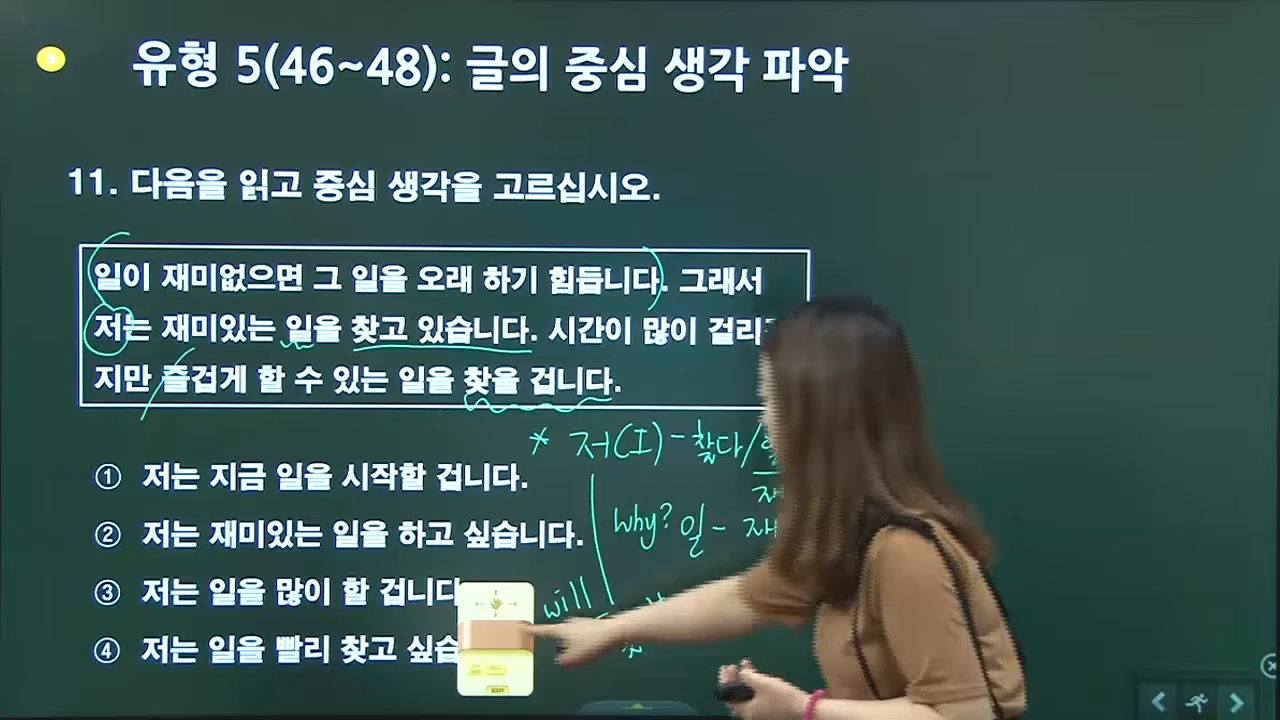 유형 5(46~48): 글의 중심 생각 파악
11. 다음을 읽고 중심 생각을 고르십시오.
일이 재미없으면 그 일을 오래 하기 힘듭니다. 그래서
저는 재미있는 일을 찾고 있습니다. 시간이 많이 걸리
지만 즐겁게 할 수 있는 일을 찾을 겁니다.
* 저(I) - 찾다/
① 저는 지금 일을 시작할 겁니다.
why? 일 -
② 저는 재미있는 일을 하고 싶습니다.
③ 저는 일을 많이 할 겁니다
will
④ 저는 일을 빨리 찾고 싶습
ALL
EXIT